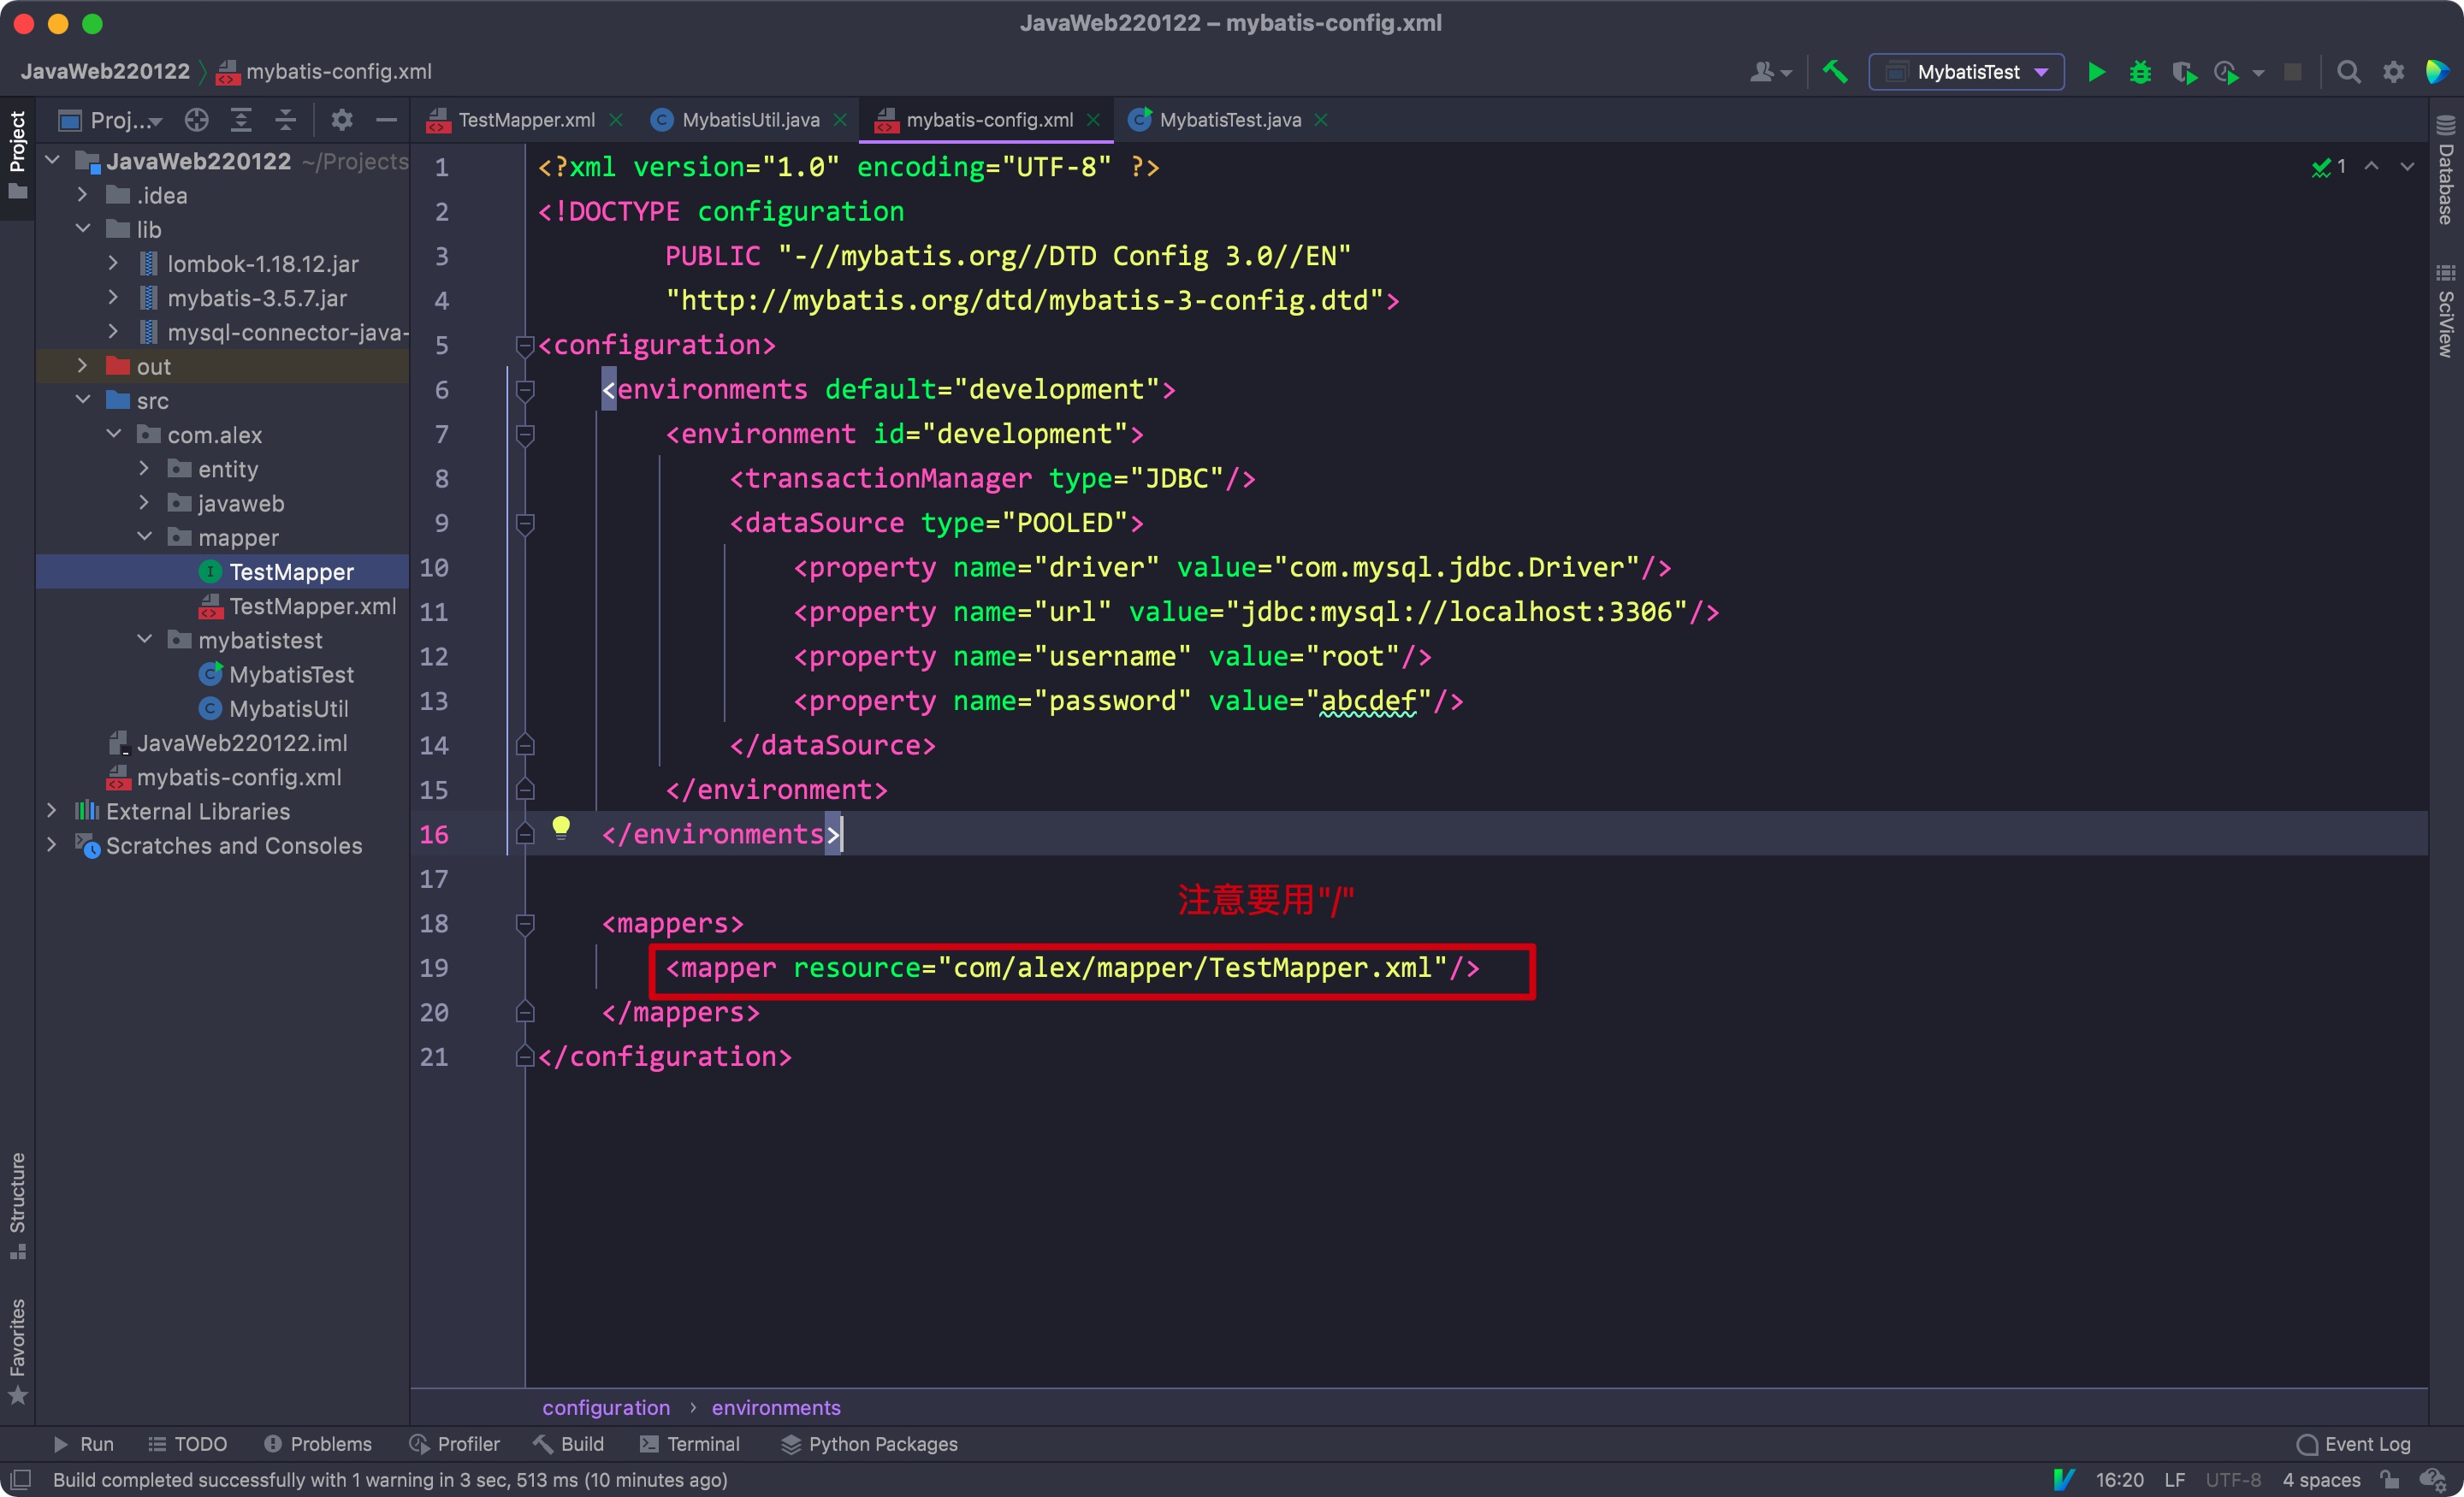 JavaWeb220122 – mybatis-config.xml
JavaWeb220122 mybatis-config.xml
MybatisTest
Project
Proj...
TestMapper.xml
MybatisUtil.java
mybatis-config.xml
MybatisTest.java
JavaWeb220122 ~/Projects
.idea
lib
lombok-1.18.12.jar
mybatis-3.5.7.jar
mysql-connector-java-
out
src
com.alex
entity
javaweb
mapper
TestMapper
TestMapper.xml
mybatistest
MybatisTest
MybatisUtil
JavaWeb220122.iml
mybatis-config.xml
External Libraries
Scratches and Consoles
1 <?xml version="1.0" encoding="UTF-8" ?>
2 <!DOCTYPE configuration
3 PUBLIC "-//mybatis.org//DTD Config 3.0//EN"
4 "http://mybatis.org/dtd/mybatis-3-config.dtd">
5 <configuration>
6 <environments default="development">
7 <environment id="development">
8 <transactionManager type="JDBC"/>
9 <dataSource type="POOLED">
10 <property name="driver" value="com.mysql.jdbc.Driver"/>
11 <property name="url" value="jdbc:mysql://localhost:3306"/>
12 <property name="username" value="root"/>
13 <property name="password" value="abcdef"/>
14 </dataSource>
15 </environment>
16 </environments>
17
注意要用"/"
18 <mappers>
19 <mapper resource="com/alex/mapper/TestMapper.xml"/>
20 </mappers>
21 </configuration>
1
Database
SciView
Structure
Favorites
configuration › environments
Run
TODO
Problems
Profiler
Build
Terminal
Python Packages
Event Log
Build completed successfully with 1 warning in 3 sec, 513 ms (10 minutes ago)
16:20 LF UTF-8 4 spaces